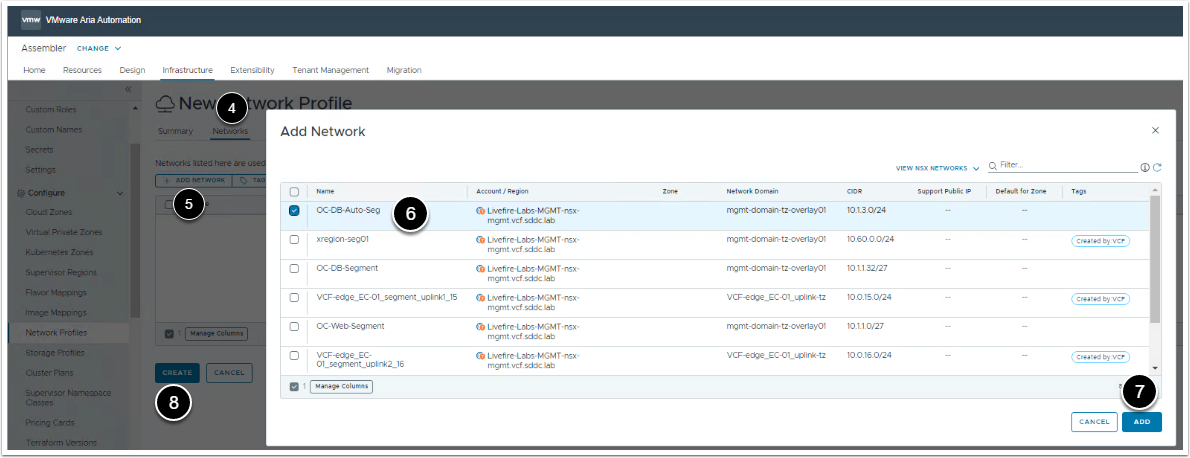 vmw VMware Aria Automation
Assembler CHANGE
Home Resources Design Infrastructure Extensibility Tenant Management Migration
Custom Roles
Custom Names
Secrets
Settings
Configure
Cloud Zones
Virtual Private Zones
Kubernetes Zones
Supervisor Regions
Flavor Mappings
Image Mappings
Network Profiles
Storage Profiles
Cluster Plans
Supervisor Namespace
Classes
Pricing Cards
Terraform Versions
New Network Profile
4
Summary Networks
Networks listed here are used
ADD NETWORK TAG
5
1 Manage Columns
CREATE CANCEL
8
Add Network
VIEW NSX NETWORKS Filter...
Name Account / Region Zone Network Domain CIDR Support Public IP Default for Zone Tags
OC-DB-Auto-Seg Livefire-Labs-MGMT-nsx-
mgmt.vcf.sddc.lab mgmt-domain-tz-overlay01 10.1.3.0/24 -- --
6
xregion-seg01 Livefire-Labs-MGMT-nsx-
mgmt.vcf.sddc.lab mgmt-domain-tz-overlay01 10.60.0.0/24 -- -- Created by:VCF
OC-DB-Segment Livefire-Labs-MGMT-nsx-
mgmt.vcf.sddc.lab mgmt-domain-tz-overlay01 10.1.1.32/27 -- --
VCF-edge_EC-01_segment_uplink1_15 Livefire-Labs-MGMT-nsx-
mgmt.vcf.sddc.lab VCF-edge_EC-01_uplink-tz 10.0.15.0/24 -- -- Created by:VCF
OC-Web-Segment Livefire-Labs-MGMT-nsx-
mgmt.vcf.sddc.lab mgmt-domain-tz-overlay01 10.1.1.0/27 -- --
VCF-edge_EC-
01_segment_uplink2_16 Livefire-Labs-MGMT-nsx-
mgmt.vcf.sddc.lab VCF-edge_EC-01_uplink-tz 10.0.16.0/24 -- -- Created by:VCF
1 Manage Columns
7
CANCEL ADD